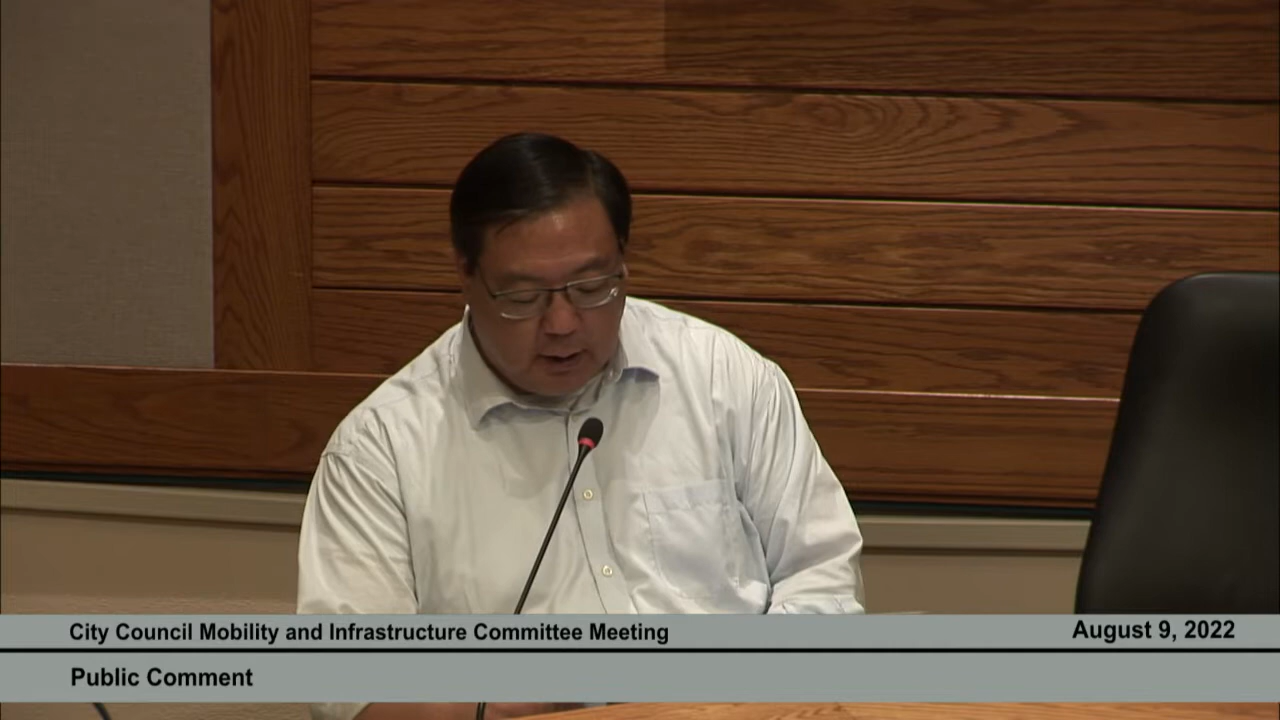 City Council Mobility and Infrastructure Committee Meeting
August 9, 2022
Public Comment